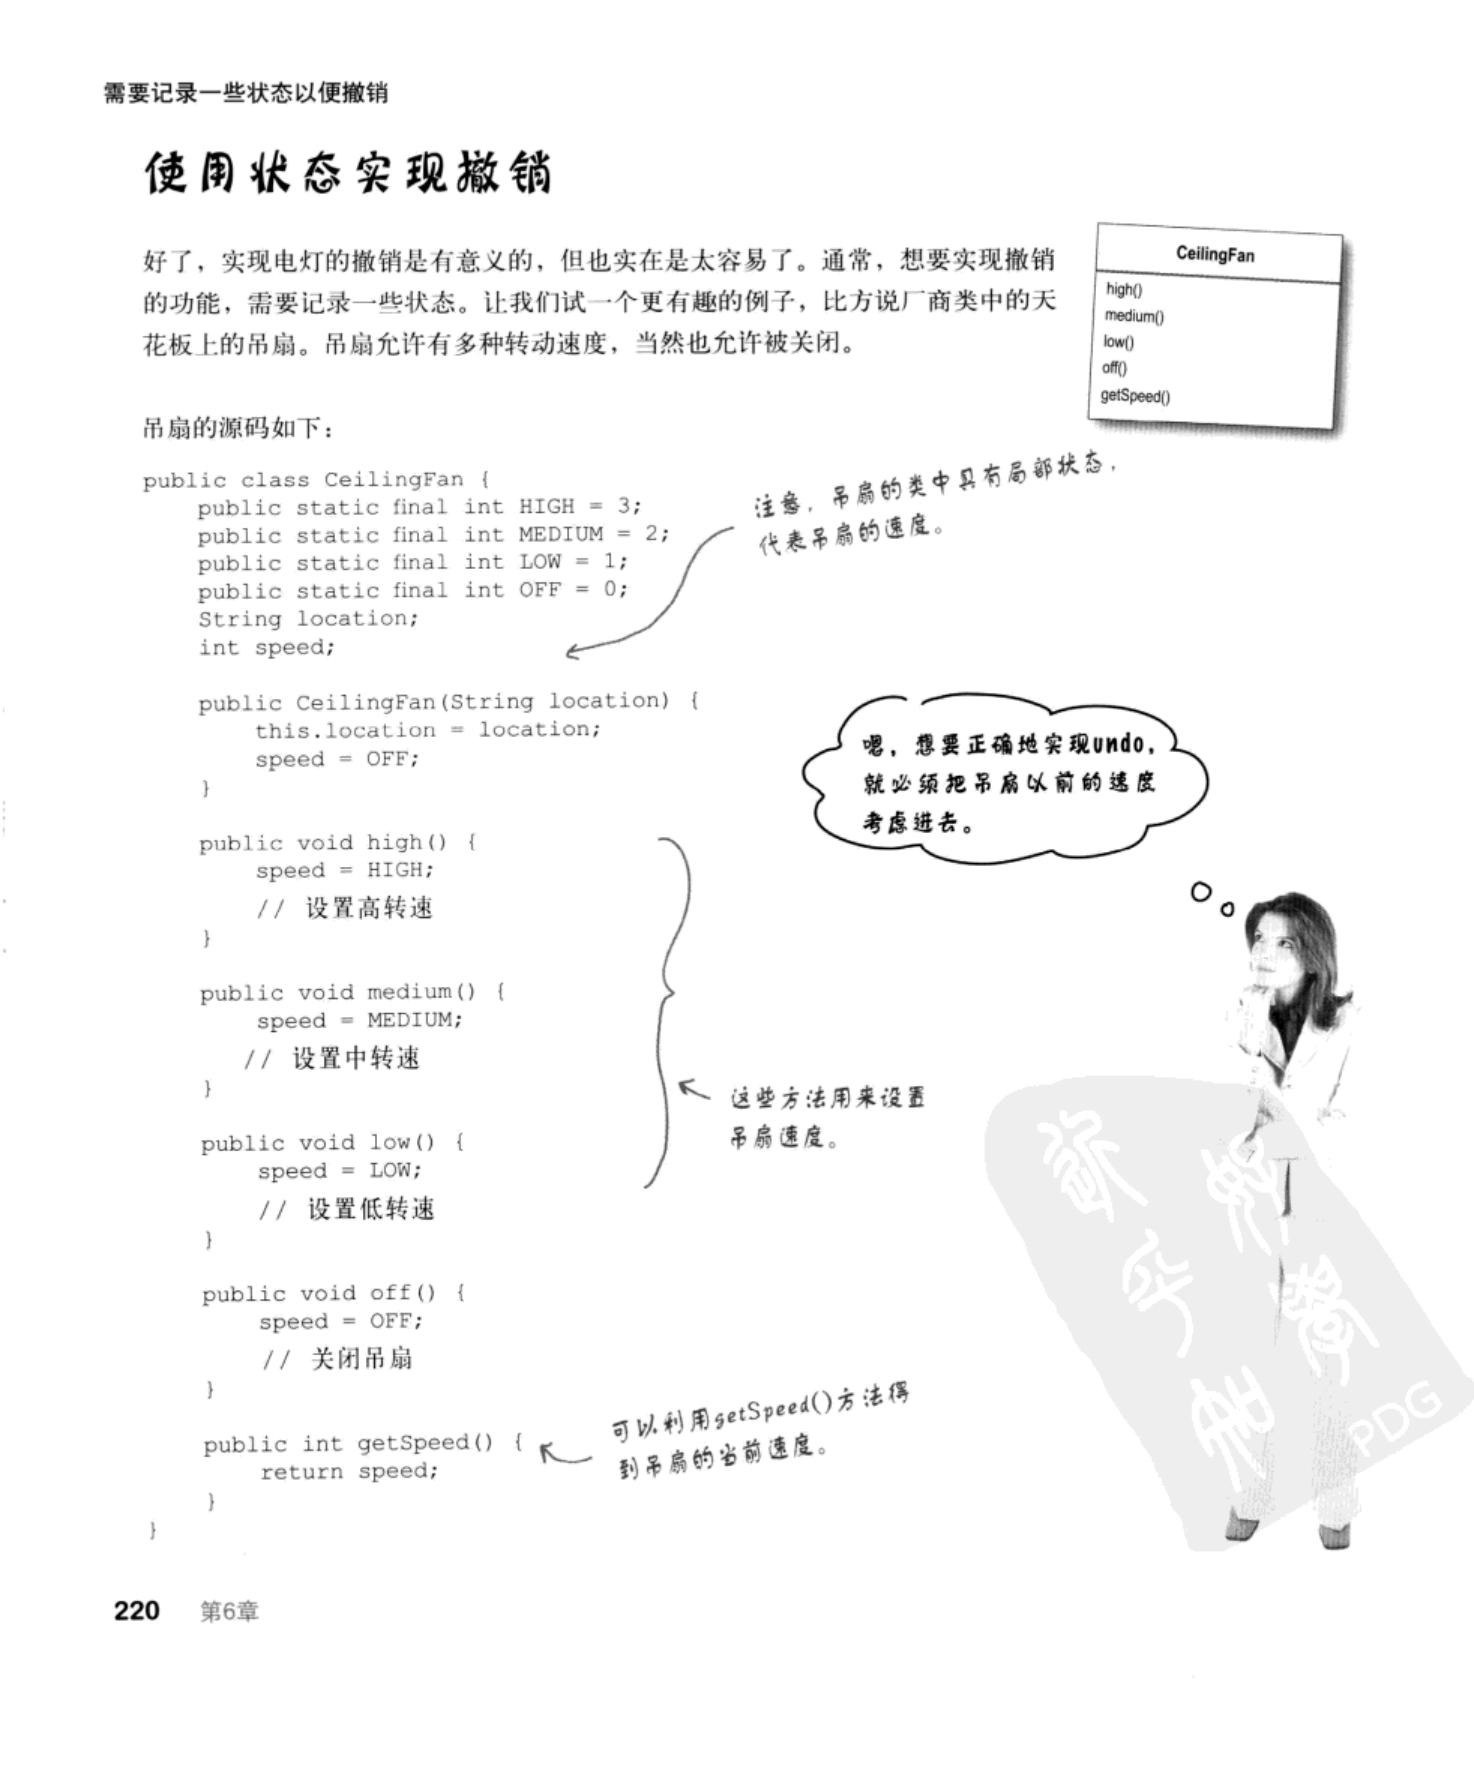 需要记录一些状态以便撤销
使用状态实现撤销
好了，实现电灯的撤销是有意义的，但也实在是太容易了。通常，想要实现撤销
的功能，需要记录一些状态。让我们试一个更有趣的例子，比方说厂商类中的天
花板上的吊扇。吊扇允许有多种转动速度，当然也允许被关闭。
CeilingFan
high()
medium()
low()
off()
getSpeed()
吊扇的源码如下：
public class CeilingFan {
public static final int HIGH = 3;
public static final int MEDIUM = 2;
public static final int LOW = 1;
public static final int OFF = 0;
String location;
int speed;
注意，吊扇的类中具有局部状态，
代表吊扇的速度。
public CeilingFan(String location) {
this.location = location;
speed = OFF;
}
嗯，想要正确地实现undo，
就必须把吊扇以前的速度
考虑进去。
public void high() {
speed = HIGH;
// 设置高转速
}
public void medium() {
speed = MEDIUM;
// 设置中转速
}
这些方法用来设置
吊扇速度。
public void low() {
speed = LOW;
// 设置低转速
}
public void off() {
speed = OFF;
// 关闭吊扇
}
可以利用getSpeed()方法得
到吊扇的当前速度。
public int getSpeed() {
return speed;
}
}
PDG
220 第6章